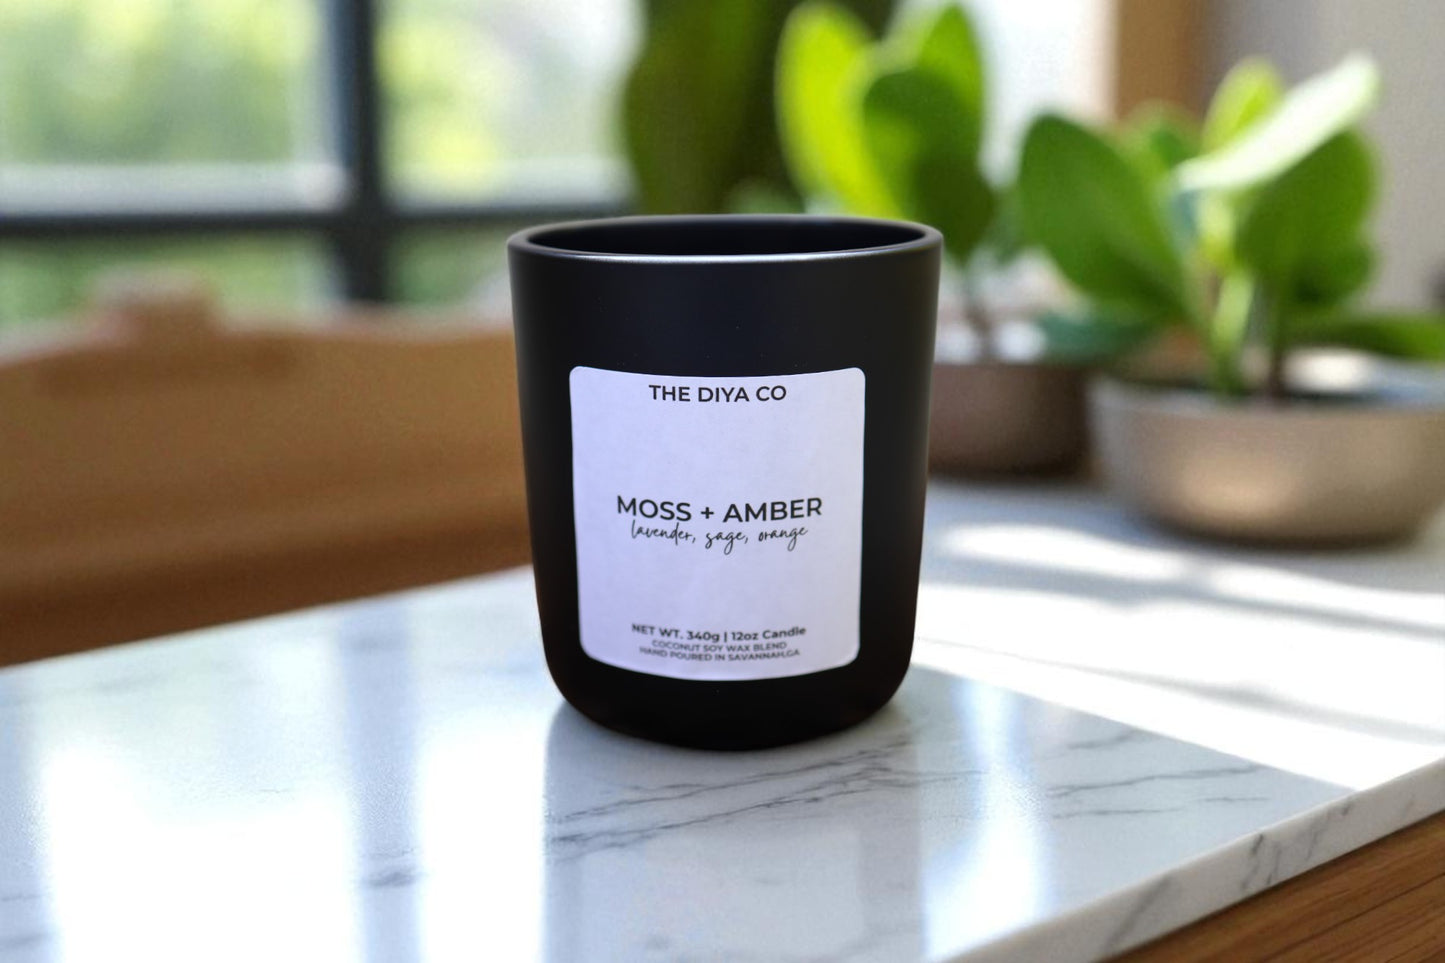 THE DIYA CO
MOSS + AMBER
lavender, sage, orange
NET WT. 340g | 12oz Candle
COCONUT SOY WAX BLEND
HAND POURED IN SAVANNAH,GA